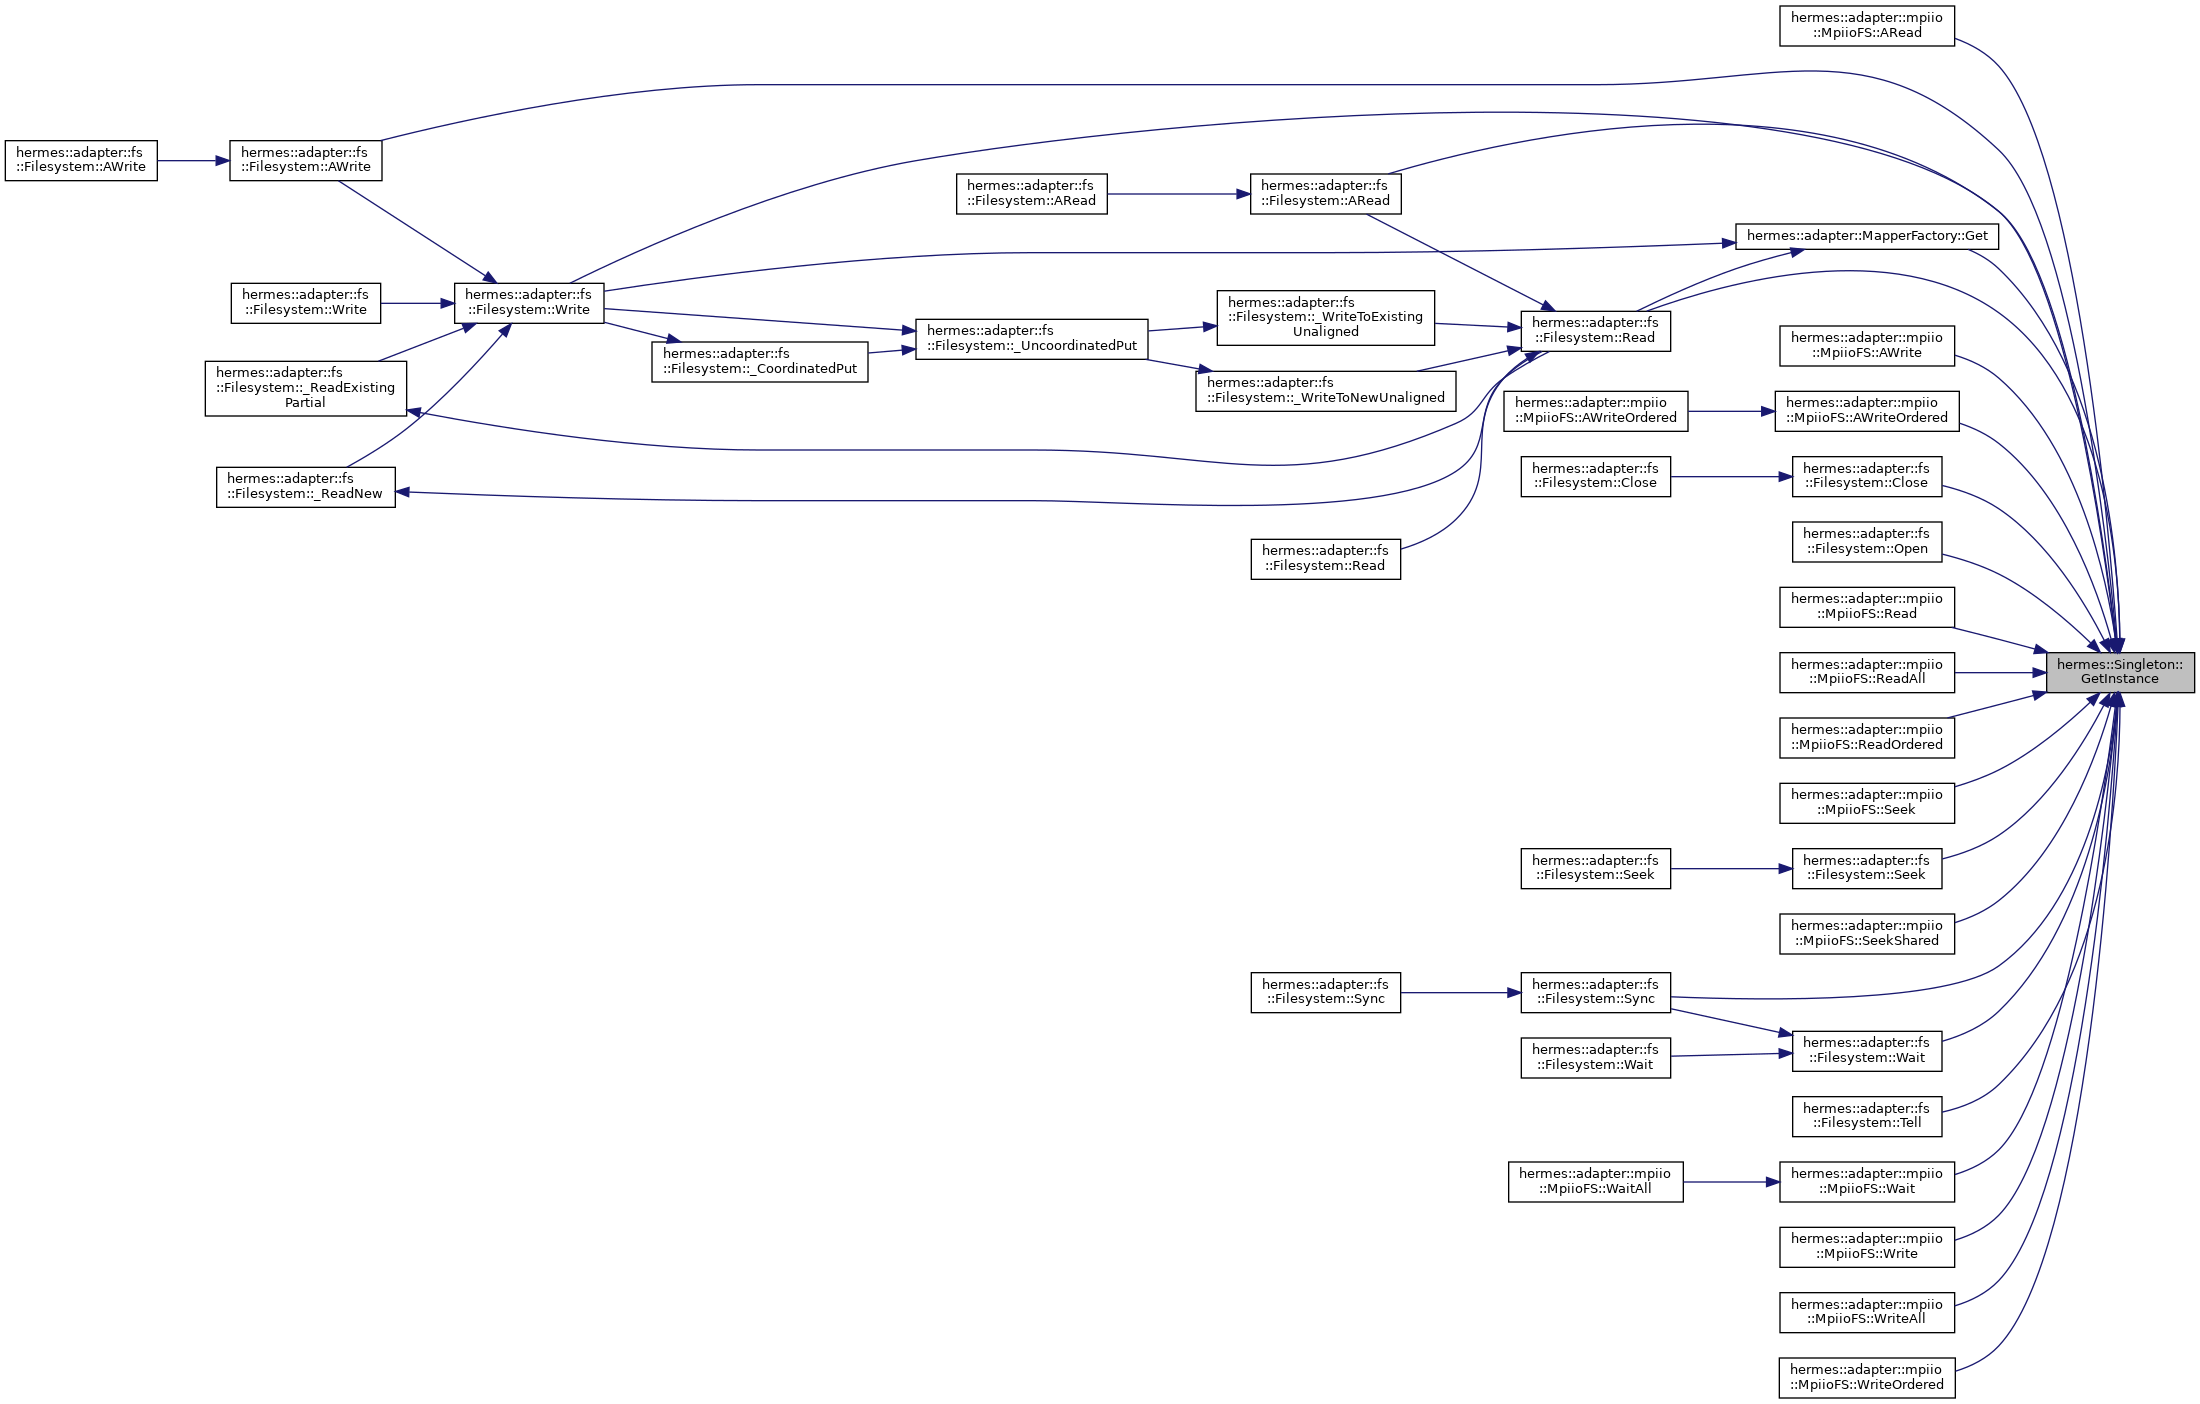 hermes::adapter::mpiio
::MpiioFS::ARead
hermes::adapter::fs
::Filesystem::AWrite
hermes::adapter::fs
::Filesystem::AWrite
hermes::adapter::fs
::Filesystem::ARead
hermes::adapter::fs
::Filesystem::ARead
hermes::adapter::MapperFactory::Get
hermes::adapter::fs
::Filesystem::Write
hermes::adapter::fs
::Filesystem::Write
hermes::adapter::fs
::Filesystem::_WriteToExisting
Unaligned
hermes::adapter::fs
::Filesystem::Read
hermes::adapter::fs
::Filesystem::_UncoordinatedPut
hermes::adapter::mpiio
::MpiioFS::AWrite
hermes::adapter::fs
::Filesystem::_CoordinatedPut
hermes::adapter::fs
::Filesystem::_ReadExisting
Partial
hermes::adapter::fs
::Filesystem::_WriteToNewUnaligned
hermes::adapter::mpiio
::MpiioFS::AWriteOrdered
hermes::adapter::mpiio
::MpiioFS::AWriteOrdered
hermes::adapter::fs
::Filesystem::Close
hermes::adapter::fs
::Filesystem::Close
hermes::adapter::fs
::Filesystem::_ReadNew
hermes::adapter::fs
::Filesystem::Open
hermes::adapter::fs
::Filesystem::Read
hermes::adapter::mpiio
::MpiioFS::Read
hermes::adapter::mpiio
::MpiioFS::ReadAll
hermes::Singleton::
GetInstance
hermes::adapter::mpiio
::MpiioFS::ReadOrdered
hermes::adapter::mpiio
::MpiioFS::Seek
hermes::adapter::fs
::Filesystem::Seek
hermes::adapter::fs
::Filesystem::Seek
hermes::adapter::mpiio
::MpiioFS::SeekShared
hermes::adapter::fs
::Filesystem::Sync
hermes::adapter::fs
::Filesystem::Sync
hermes::adapter::fs
::Filesystem::Wait
hermes::adapter::fs
::Filesystem::Wait
hermes::adapter::fs
::Filesystem::Tell
hermes::adapter::mpiio
::MpiioFS::WaitAll
hermes::adapter::mpiio
::MpiioFS::Wait
hermes::adapter::mpiio
::MpiioFS::Write
hermes::adapter::mpiio
::MpiioFS::WriteAll
hermes::adapter::mpiio
::MpiioFS::WriteOrdered